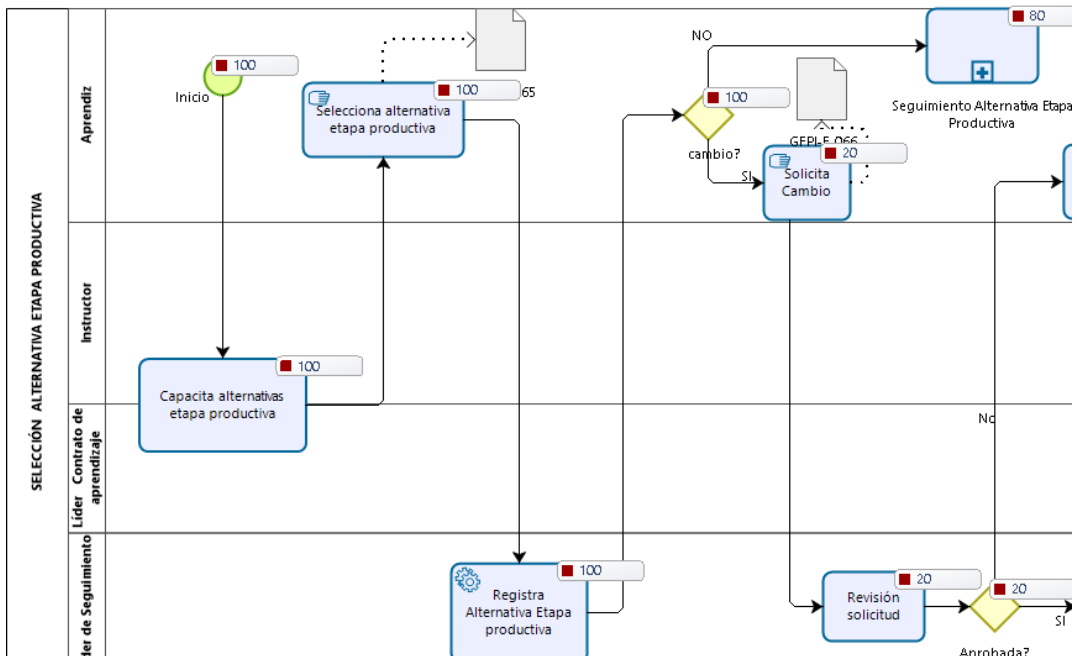 SELECCIÓN ALTERNATIVA ETAPA PRODUCTIVA
Aprendiz
Instructor
Líder Contrato de
aprendizaje
der de Seguimiento
100
Inicio
100
65
Selecciona alternativa
etapa productiva
NO
100
cambio?
SI
80
Seguimiento Alternativa Etapa
Productiva
20
Solicita
Cambio
100
Capacita alternativas
etapa productiva
No
100
Registra
Alternativa Etapa
productiva
20
Revisión
solicitud
20
SI
Aprobada?